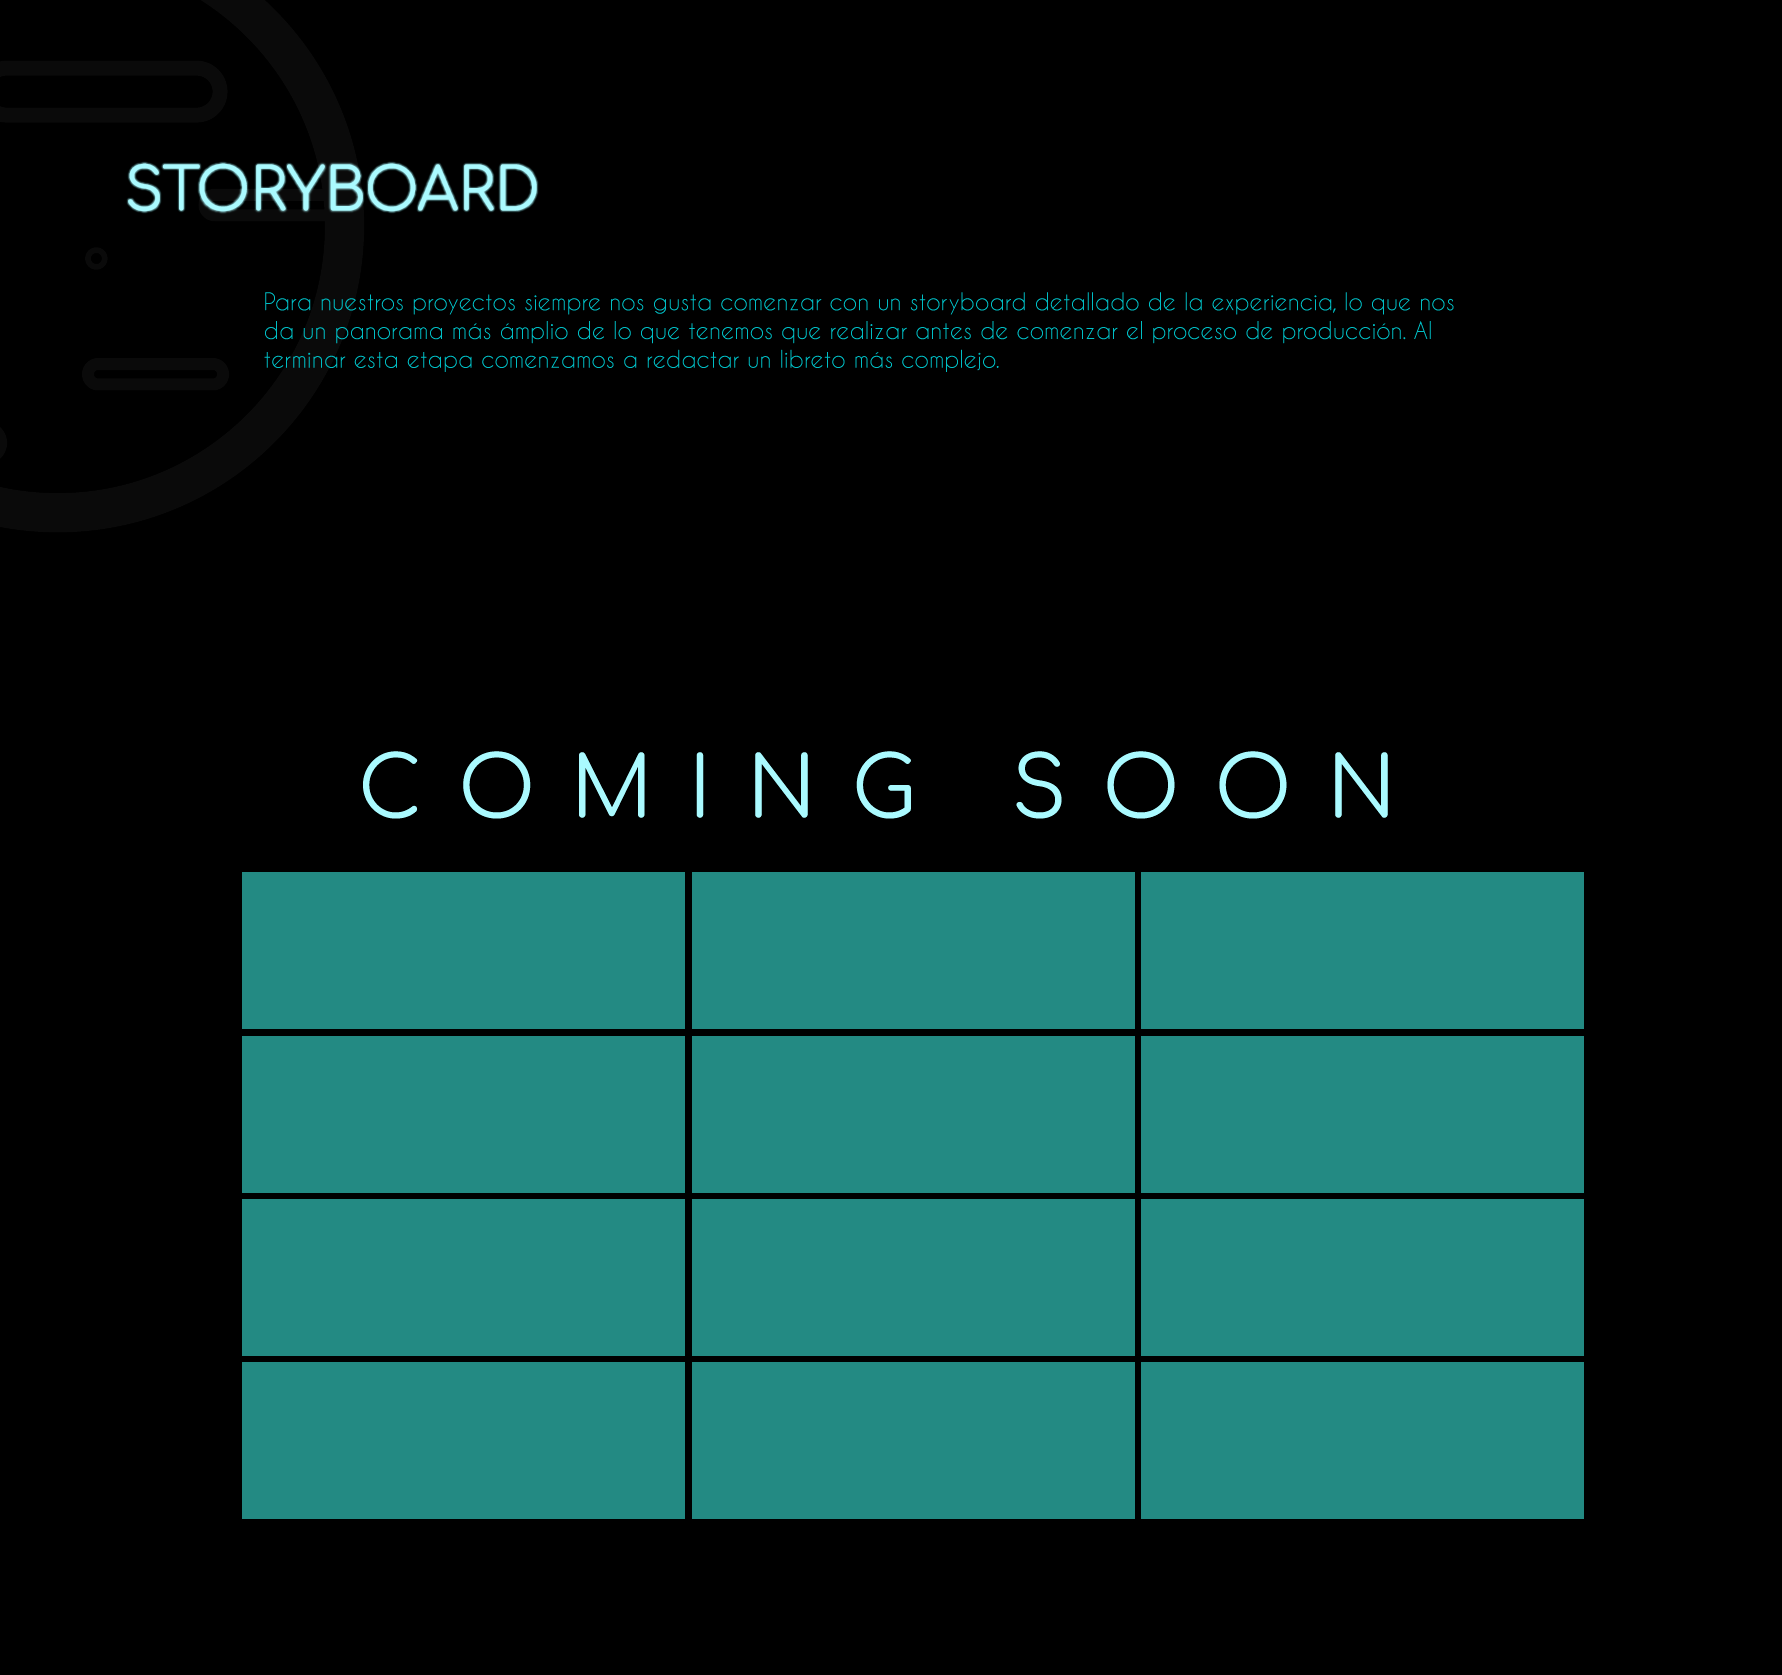 STORYBOARD
Para nuestros proyectos siempre nos gusta comenzar con un storyboard detallado de la experiencia, lo que nos
da un panorama más ámplio de lo que tenemos que realizar antes de comenzar el proceso de producción. Al
terminar esta etapa comenzamos a redactar un libreto más complejo.
COMING SOON